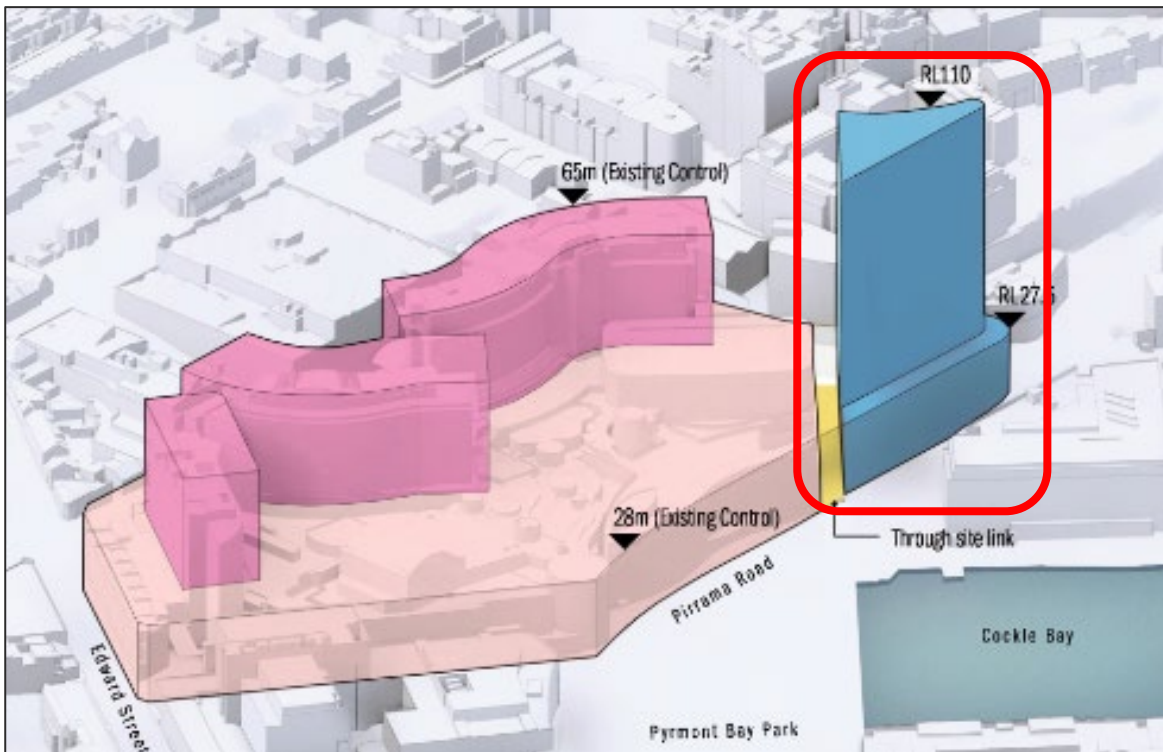 RL110
65m (Existing Control)
RL27.5
28m (Existing Control)
Through site link
Pirrama Road
Cockle Bay
Edward Street
Pyrmont Bay Park